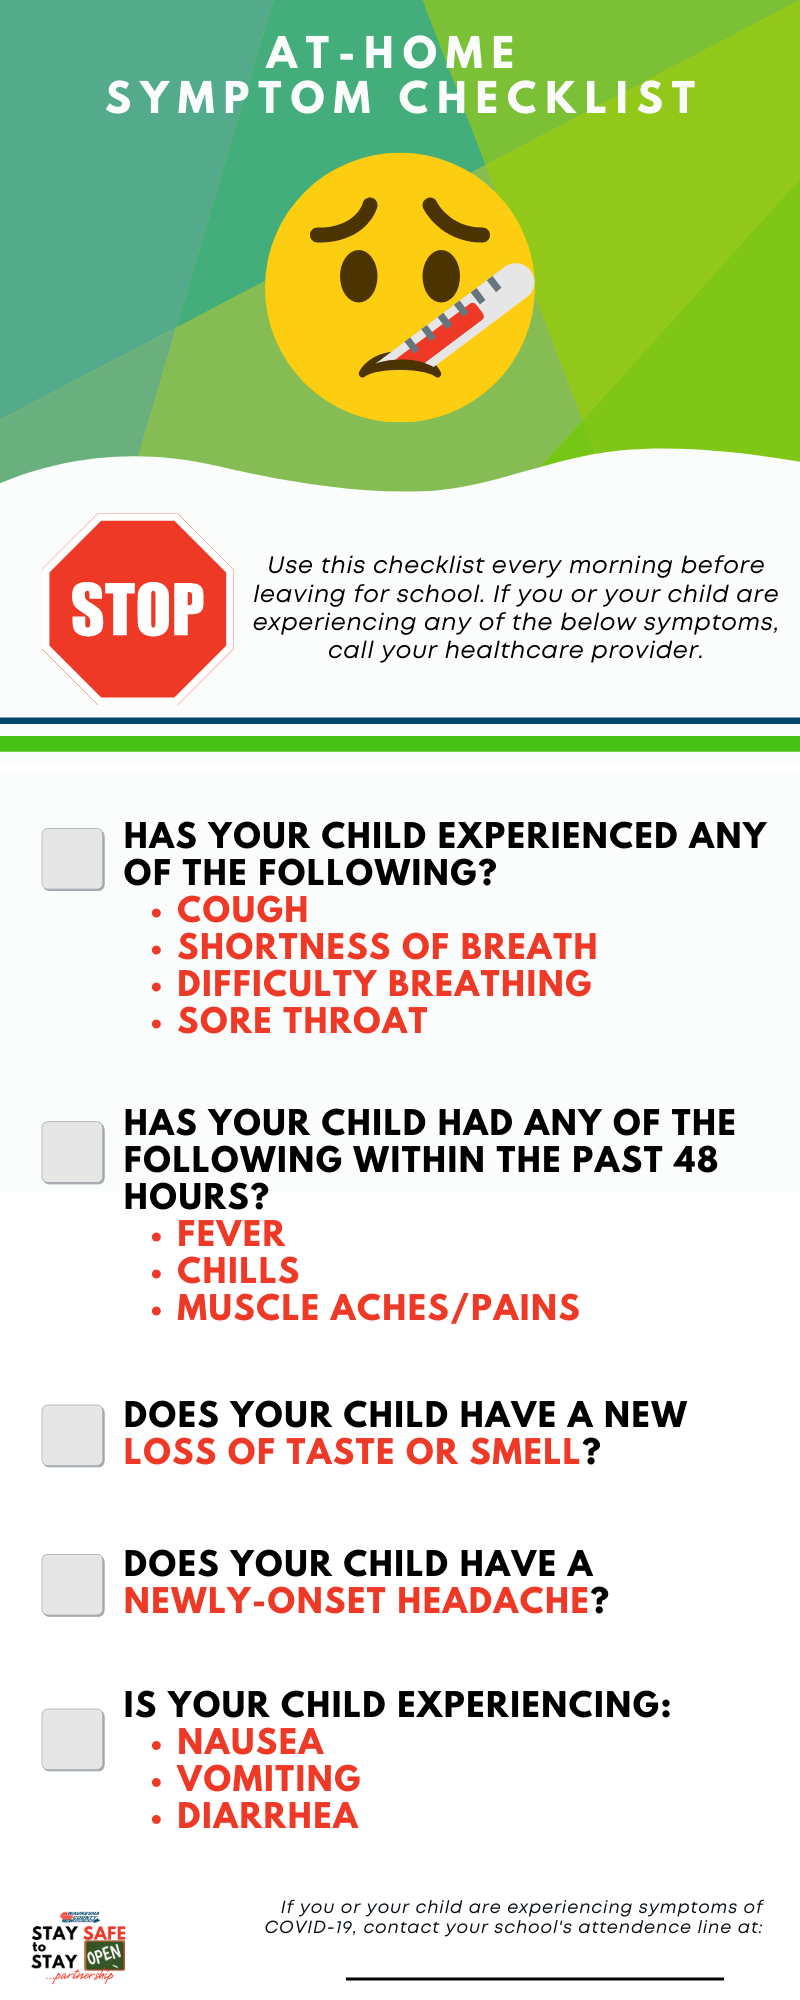 AT-HOME
SYMPTOM CHECKLIST
STOP
Use this checklist every morning before
leaving for school. If you or your child are
experiencing any of the below symptoms,
call your healthcare provider.
HAS YOUR CHILD EXPERIENCED ANY
OF THE FOLLOWING?
• COUGH
• SHORTNESS OF BREATH
• DIFFICULTY BREATHING
• SORE THROAT
HAS YOUR CHILD HAD ANY OF THE
FOLLOWING WITHIN THE PAST 48
HOURS?
• FEVER
• CHILLS
• MUSCLE ACHES/PAINS
DOES YOUR CHILD HAVE A NEW
LOSS OF TASTE OR SMELL?
DOES YOUR CHILD HAVE A
NEWLY-ONSET HEADACHE?
IS YOUR CHILD EXPERIENCING:
• NAUSEA
• VOMITING
• DIARRHEA
If you or your child are experiencing symptoms of
COVID-19, contact your school's attendence line at:
WAUKESHA
COUNTY
STAY SAFE
to
STAY OPEN
...partnership